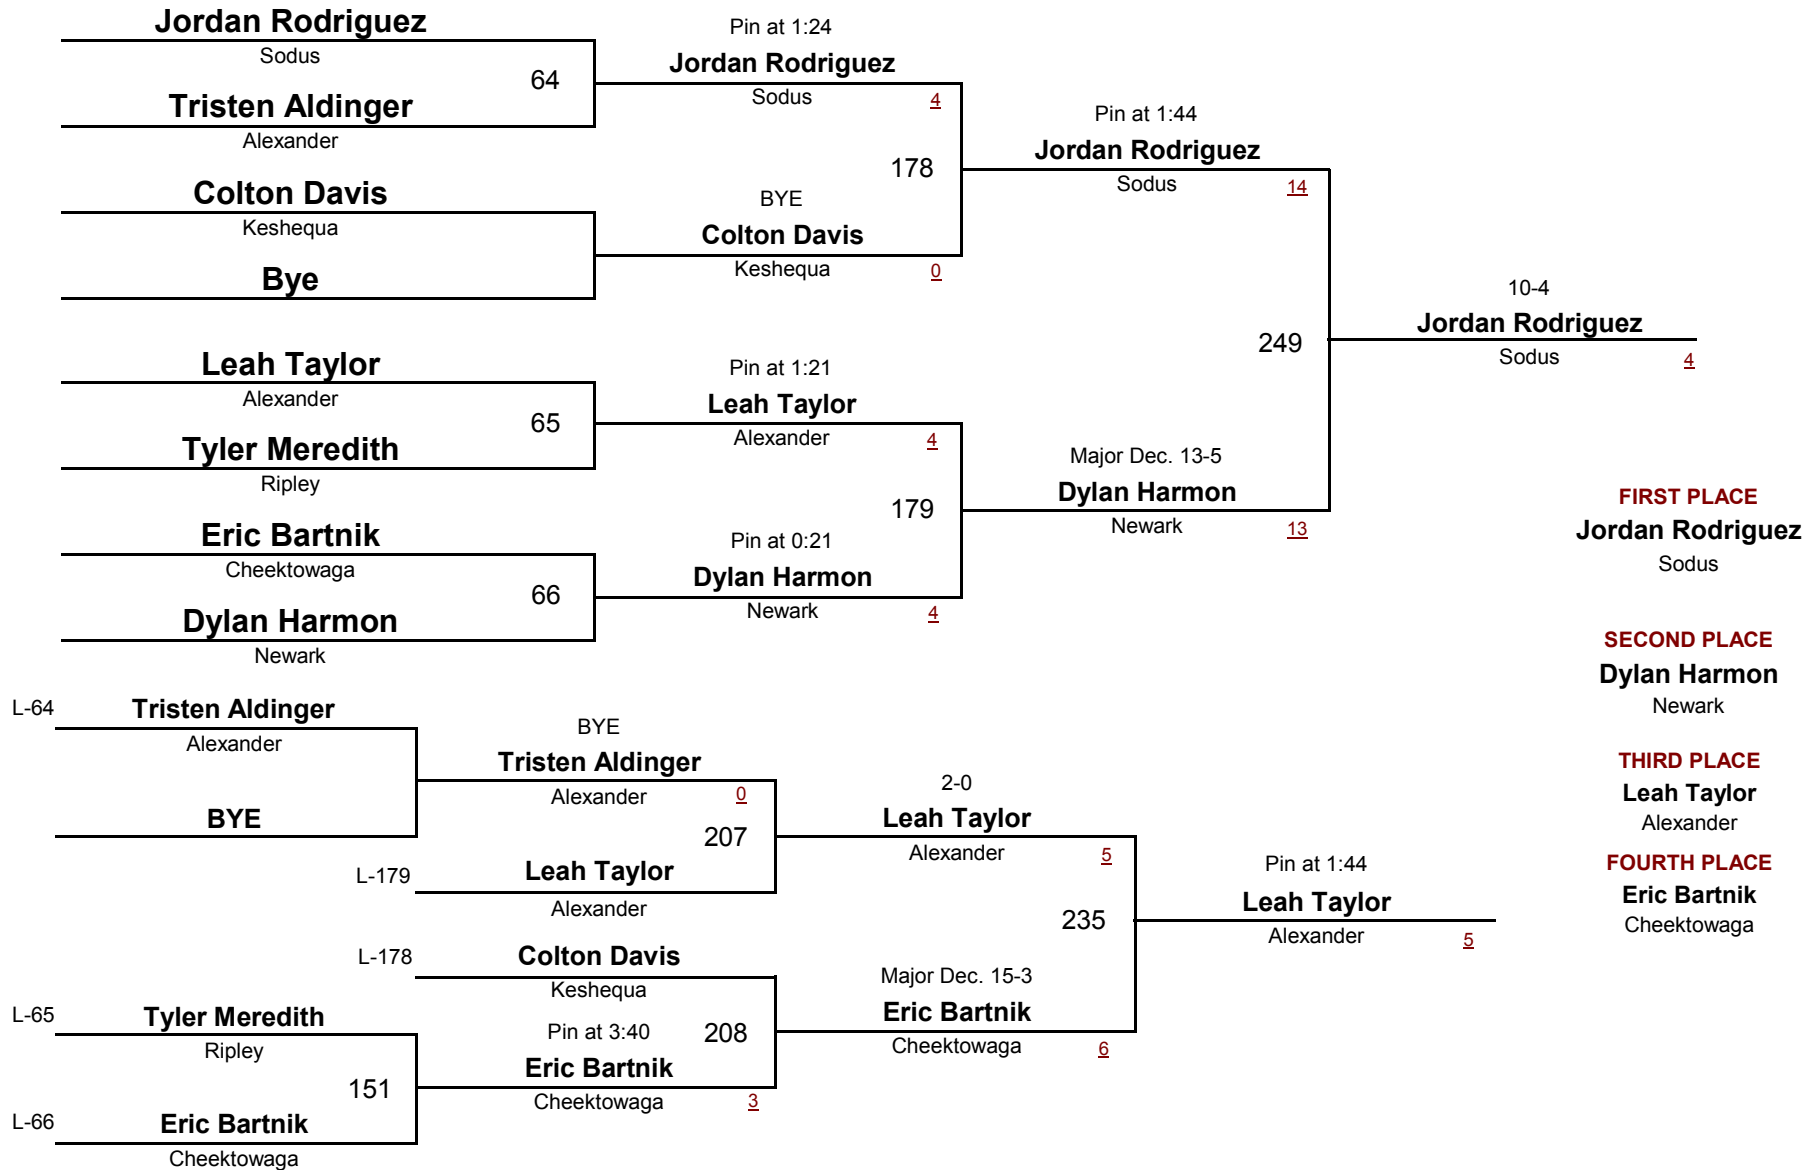 Jordan Rodriguez
Sodus
64
Tristen Aldinger
Alexander
Colton Davis
Keshequa
Bye
Leah Taylor
Alexander
65
Tyler Meredith
Ripley
Eric Bartnik
Cheektowaga
66
Dylan Harmon
Newark
Pin at 1:24
Jordan Rodriguez
Sodus 4
178
BYE
Colton Davis
Keshequa 0
Pin at 1:21
Leah Taylor
Alexander 4
179
Pin at 0:21
Dylan Harmon
Newark 4
Pin at 1:44
Jordan Rodriguez
Sodus 14
249
Major Dec. 13-5
Dylan Harmon
Newark 13
10-4
Jordan Rodriguez
Sodus 4
FIRST PLACE
Jordan Rodriguez
Sodus
SECOND PLACE
Dylan Harmon
Newark
THIRD PLACE
Leah Taylor
Alexander
FOURTH PLACE
Eric Bartnik
Cheektowaga
L-64 Tristen Aldinger
Alexander
BYE
L-65 Tyler Meredith
Ripley
151
L-66 Eric Bartnik
Cheektowaga
BYE
Tristen Aldinger
Alexander 0
207
L-179 Leah Taylor
Alexander
L-178 Colton Davis
Keshequa
Pin at 3:40 208
Eric Bartnik
Cheektowaga 3
2-0
Leah Taylor
Alexander 5
235
Major Dec. 15-3
Eric Bartnik
Cheektowaga 6
Pin at 1:44
Leah Taylor
Alexander 5